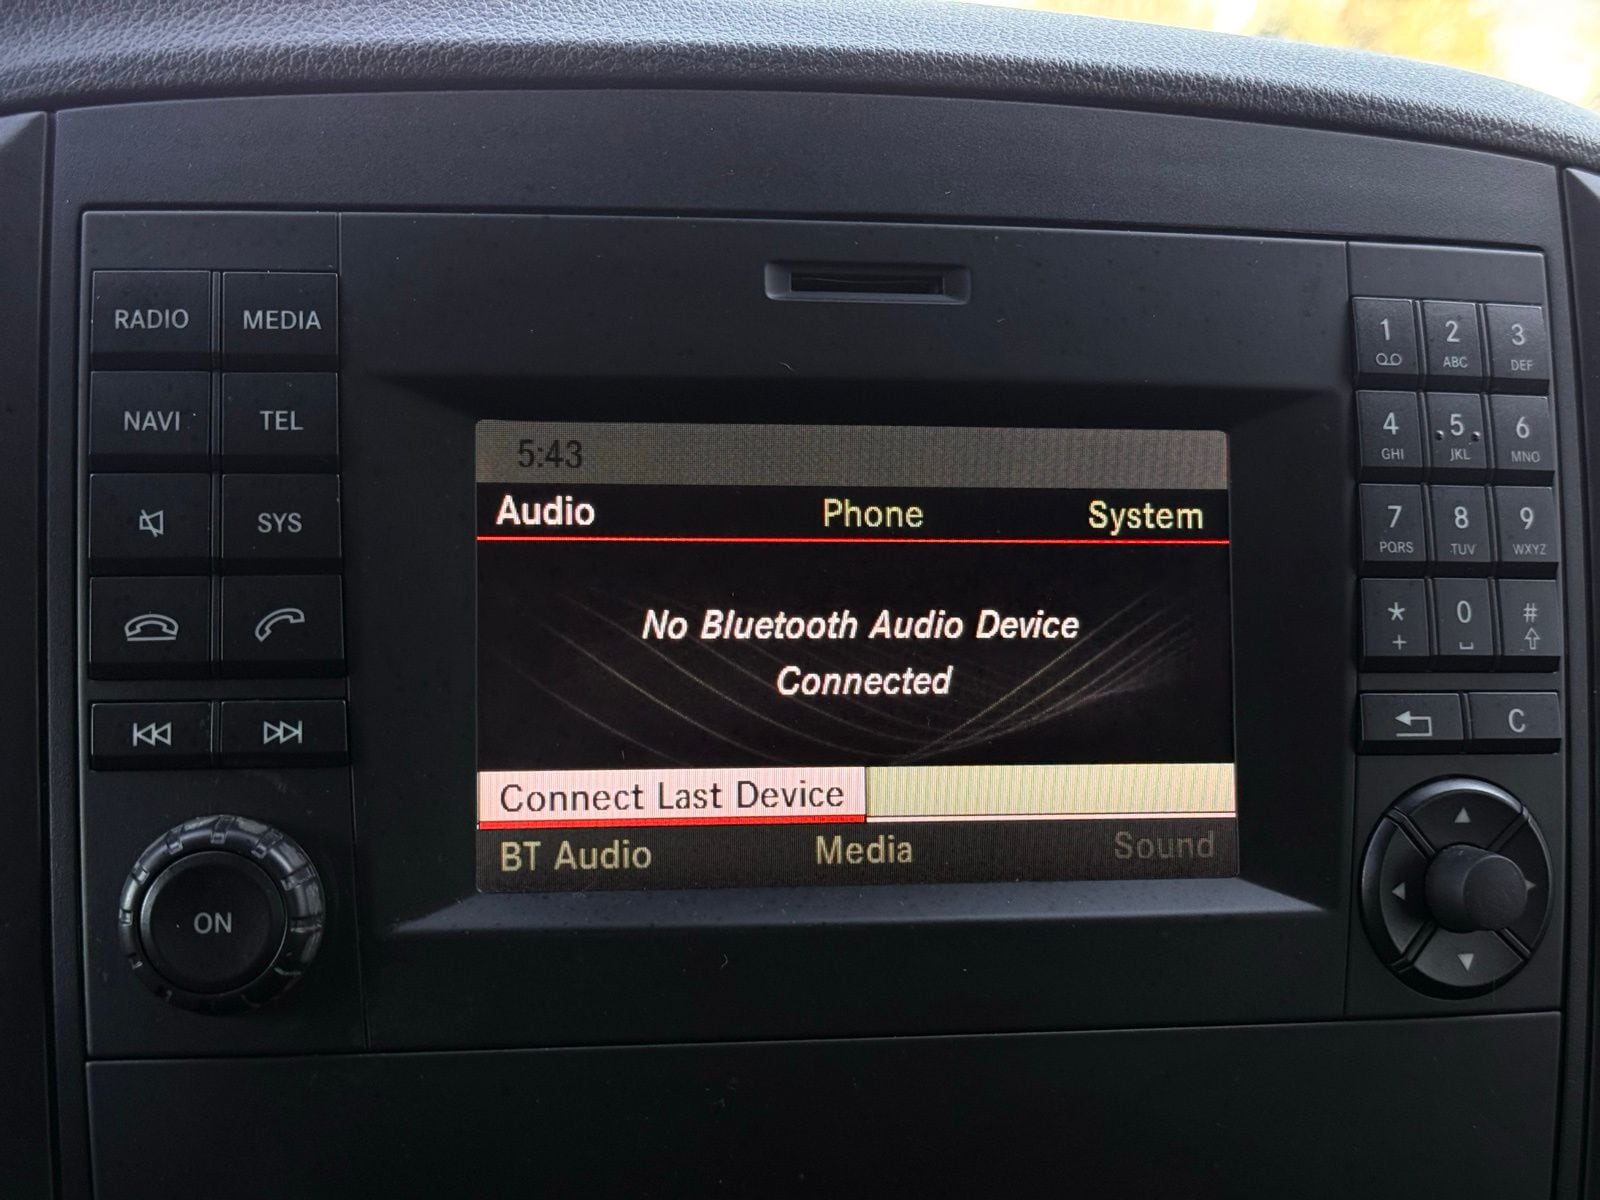 RADIO MEDIA
NAVI TEL
SYS
ON
5:43
Audio Phone System
No Bluetooth Audio Device
Connected
Connect Last Device
BT Audio Media Sound
1 2 3
ABC DEF
4 5 6
GHI JKL MNO
7 8 9
PQRS TUV WXYZ
* 0 #
+
C